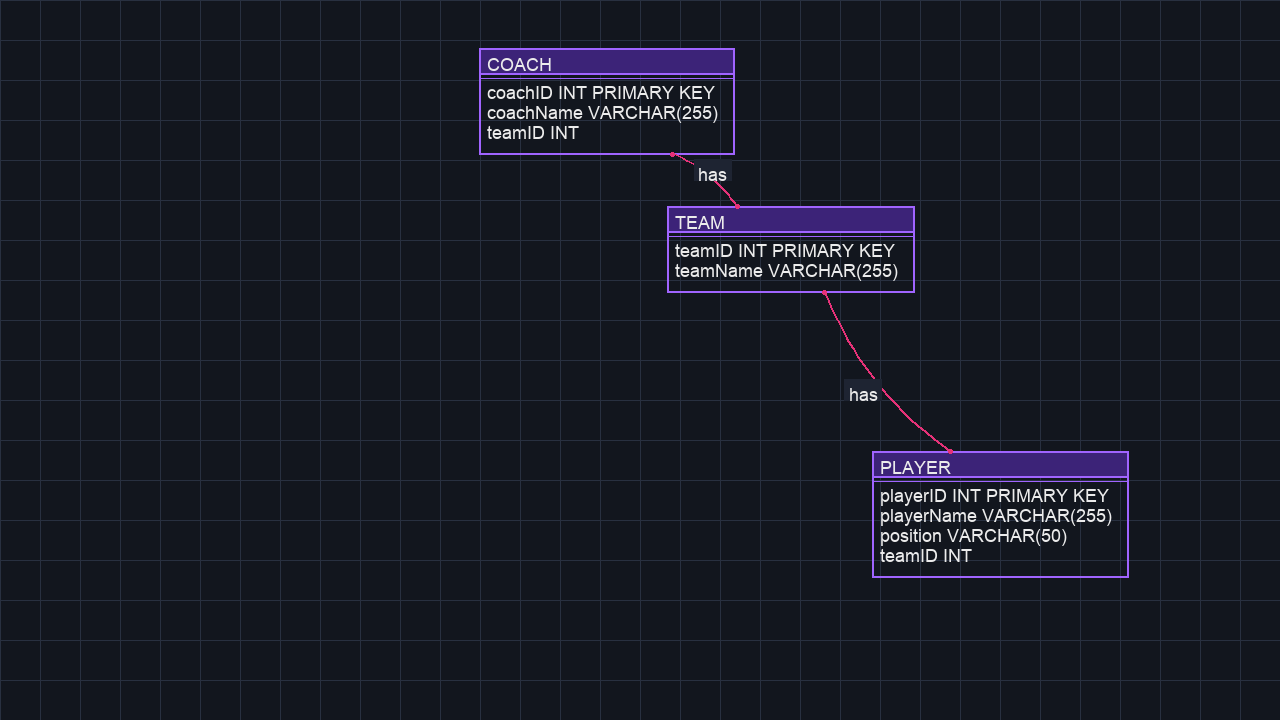 COACH
coachID INT PRIMARY KEY
coachName VARCHAR(255)
teamID INT
has
TEAM
teamID INT PRIMARY KEY
teamName VARCHAR(255)
has
PLAYER
playerID INT PRIMARY KEY
playerName VARCHAR(255)
position VARCHAR(50)
teamID INT